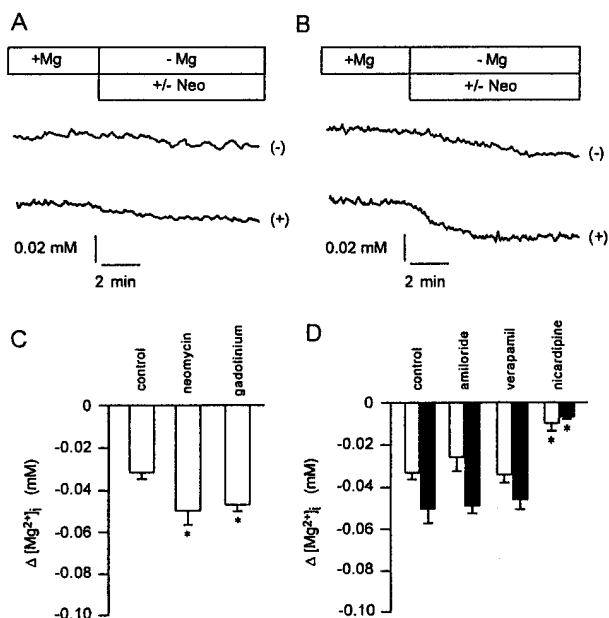 A
+Mg
- Mg
+/- Neo
(-)
(+)
0.02 mM
2 min
B
+Mg
- Mg
+/- Neo
(-)
(+)
0.02 mM
2 min
C
control
neomycin
gadolinium
0
-0.02
-0.04
-0.06
-0.08
-0.10
Δ [Mg²⁺]i (mM)
*
*
D
control
amiloride
verapamil
nicardipine
0
-0.02
-0.04
-0.06
-0.08
-0.10
Δ [Mg²⁺]i (mM)
*
*